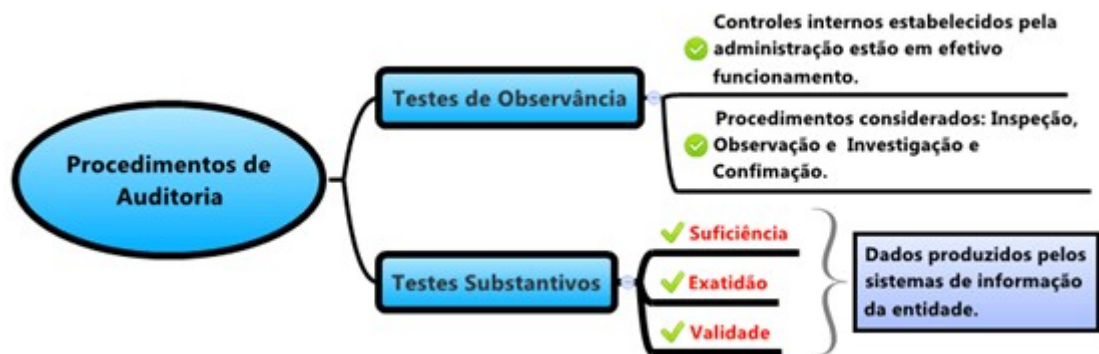 Procedimentos de
Auditoria
Testes de Observância
Controles internos estabelecidos pela
administração estão em efetivo
funcionamento.
Procedimentos considerados: Inspeção,
Observação e Investigação e
Confimação.
Testes Substantivos
Suficiência
Exatidão
Validade
Dados produzidos pelos
sistemas de informação
da entidade.